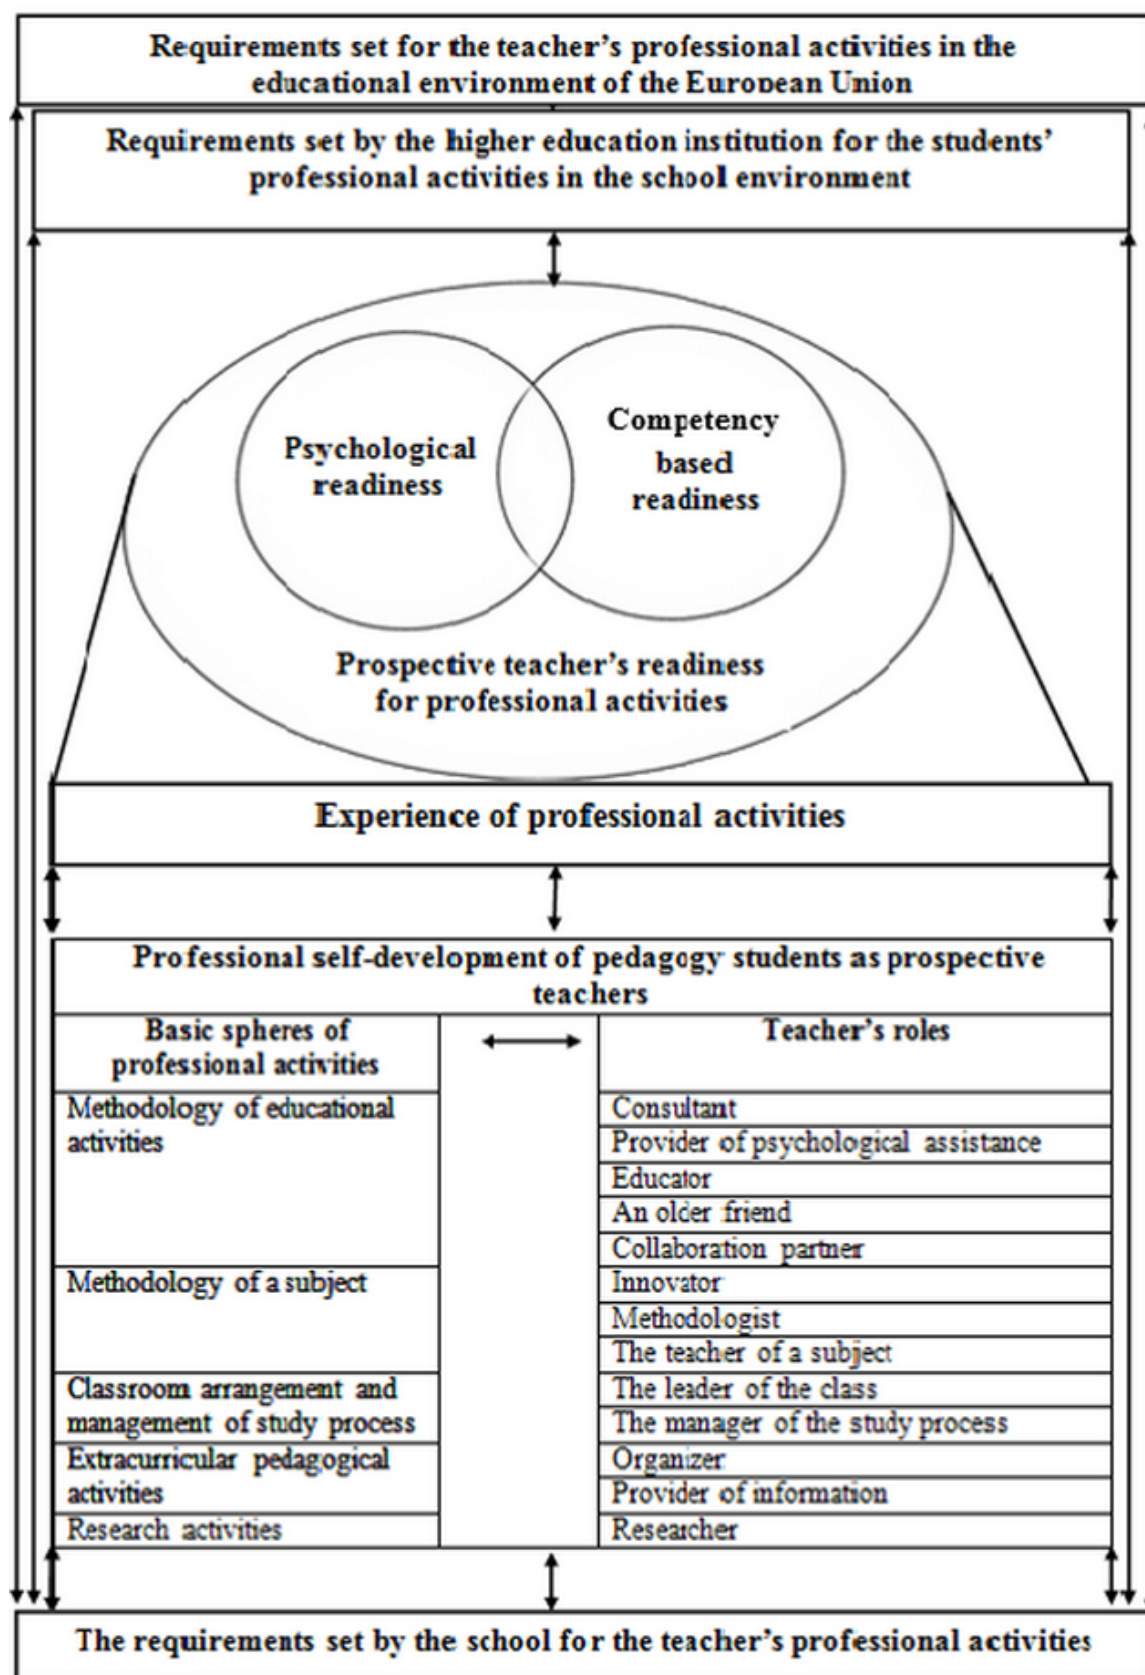 Requirements set for the teacher's professional activities in the
educational environment of the European Union
Requirements set by the higher education institution for the students'
professional activities in the school environment
Psychological
readiness
Competency
based
readiness
Prospective teacher's readiness
for professional activities
Experience of professional activities
Professional self-development of pedagogy students as prospective
teachers
Basic spheres of
professional activities
Teacher's roles
Methodology of educational
activities
Consultant
Provider of psychological assistance
Educator
An older friend
Collaboration partner
Methodology of a subject
Innovator
Methodologist
The teacher of a subject
Classroom arrangement and
management of study process
The leader of the class
The manager of the study process
Extracurricular pedagogical
activities
Organizer
Provider of information
Research activities
Researcher
The requirements set by the school for the teacher's professional activities